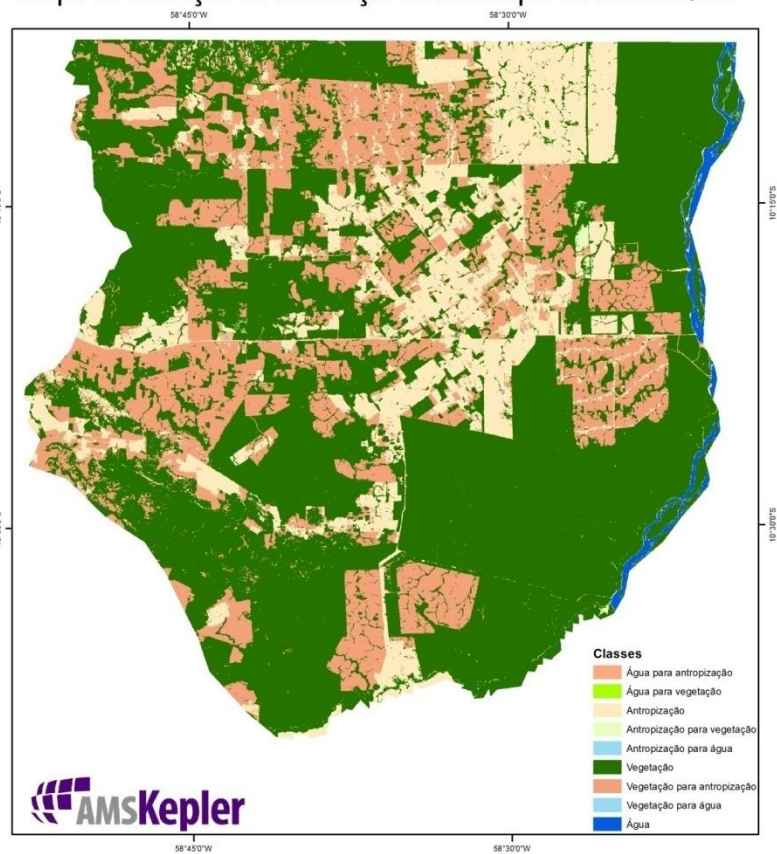 58°45'0"W 58°30'0"W
10°15'0"S
10°30'0"S
Classes
Água para antropização
Água para vegetação
Antropização
Antropização para vegetação
Antropização para água
Vegetação
Vegetação para antropização
Vegetação para água
Água
AMSKepler
58°45'0"W 58°30'0"W